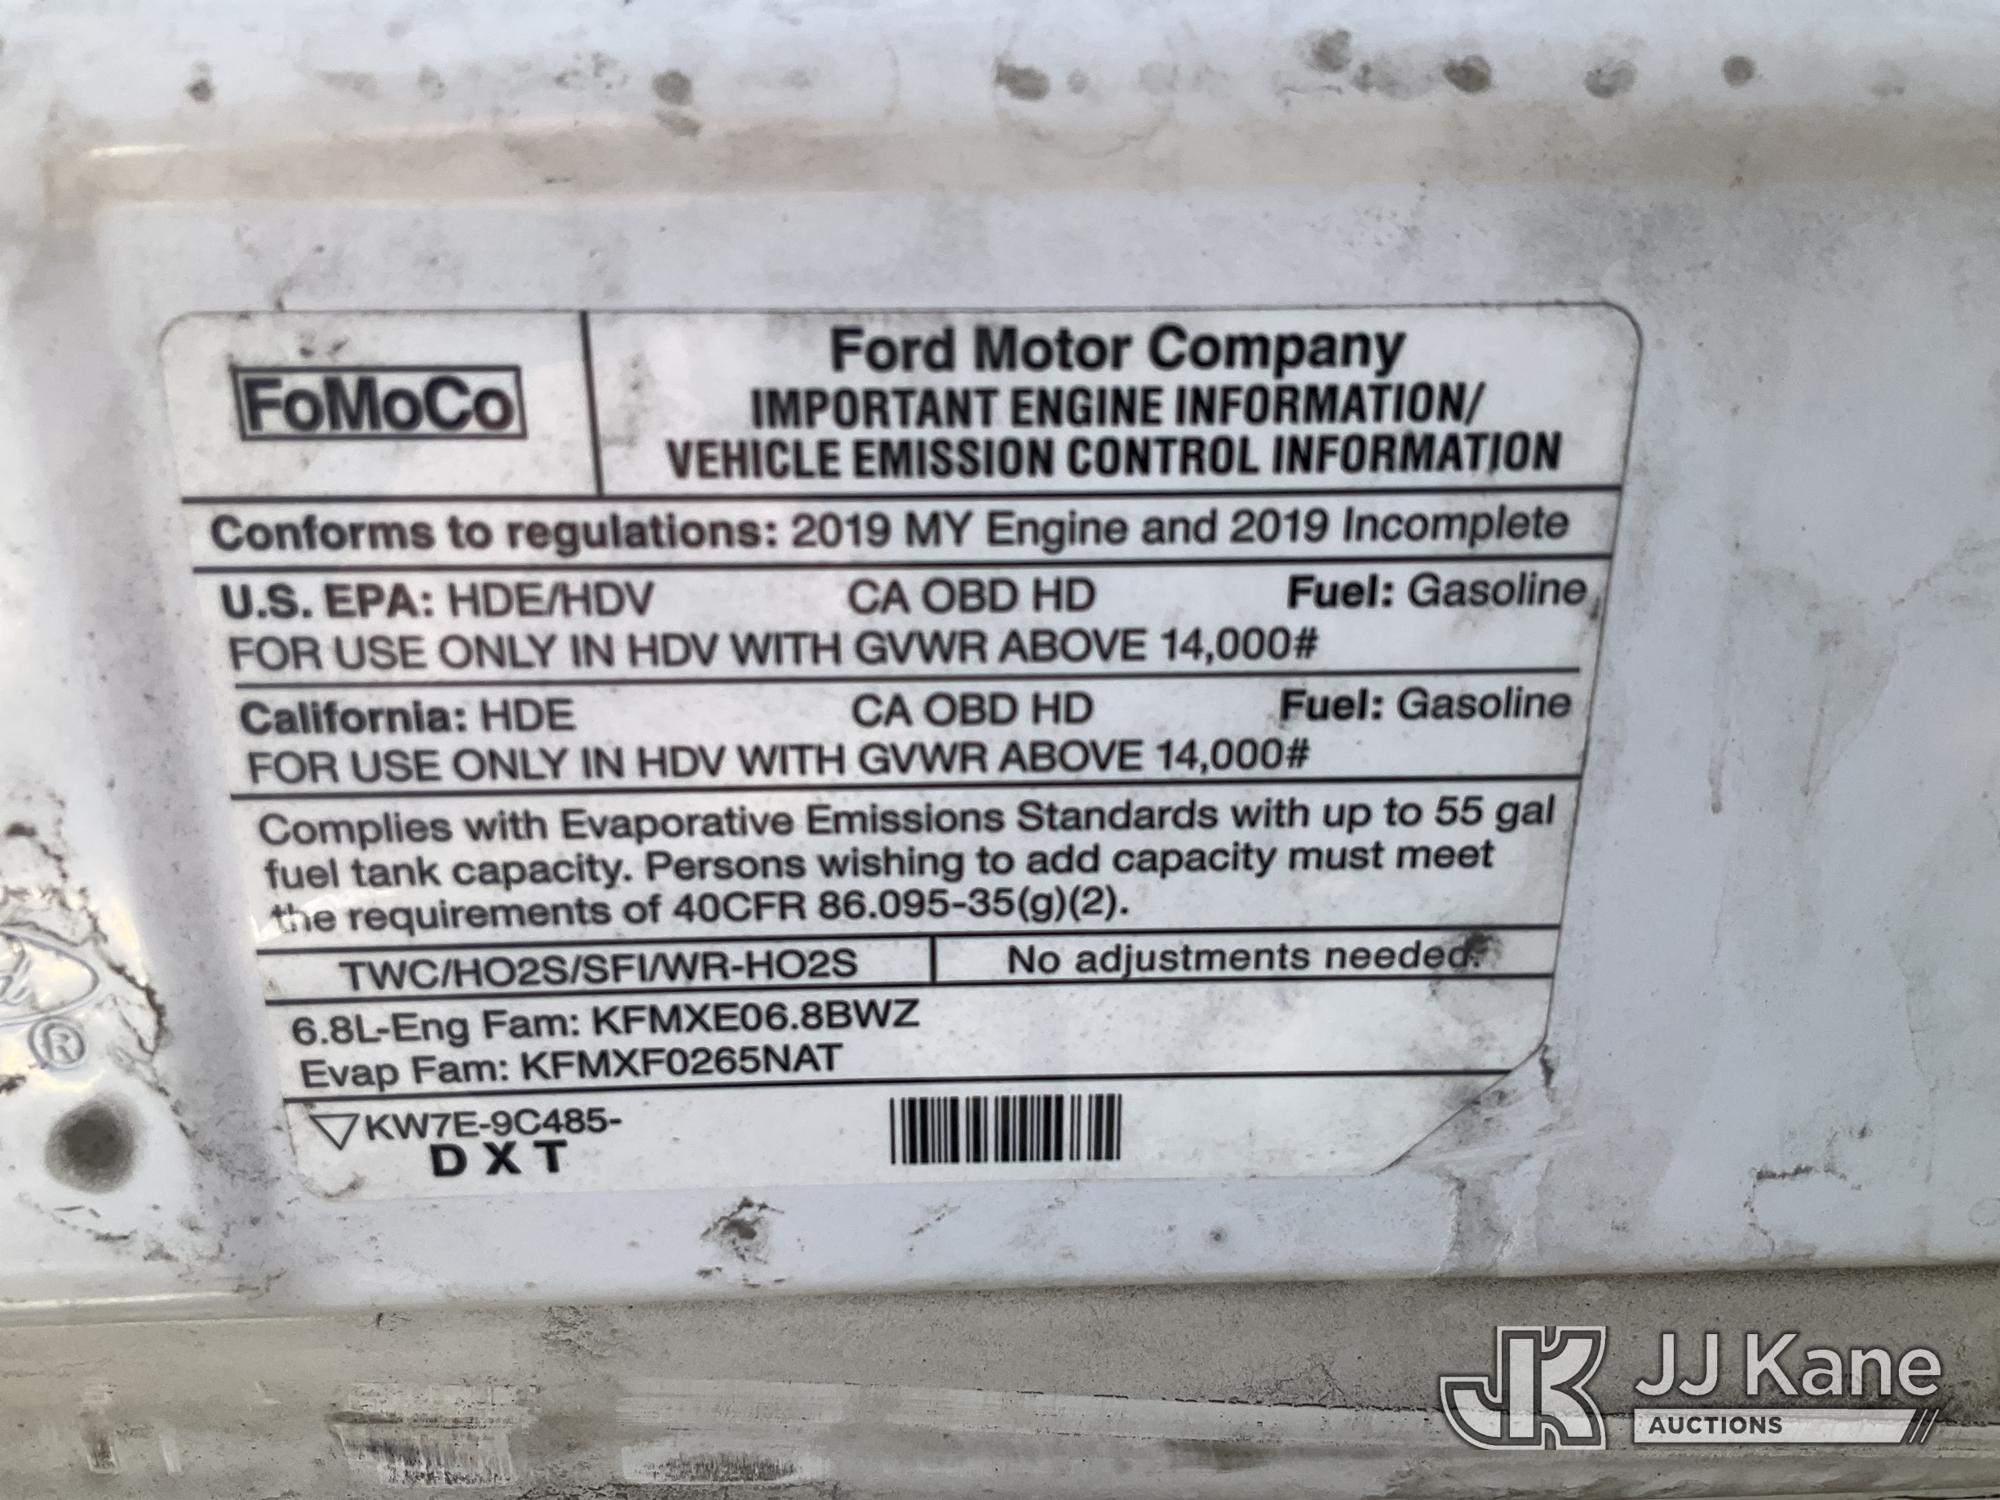 FoMoCo
Ford Motor Company
IMPORTANT ENGINE INFORMATION/
VEHICLE EMISSION CONTROL INFORMATION
Conforms to regulations: 2019 MY Engine and 2019 Incomplete
U.S. EPA: HDE/HDV CA OBD HD Fuel: Gasoline
FOR USE ONLY IN HDV WITH GVWR ABOVE 14,000#
California: HDE CA OBD HD Fuel: Gasoline
FOR USE ONLY IN HDV WITH GVWR ABOVE 14,000#
Complies with Evaporative Emissions Standards with up to 55 gal
fuel tank capacity. Persons wishing to add capacity must meet
the requirements of 40CFR 86.095-35(g)(2).
TWC/HO2S/SFI/WR-HO2S No adjustments needed.
6.8L-Eng Fam: KFMXE06.8BWZ
Evap Fam: KFMXF0265NAT
KW7E-9C485-
DXT
®
JK JJ Kane
AUCTIONS